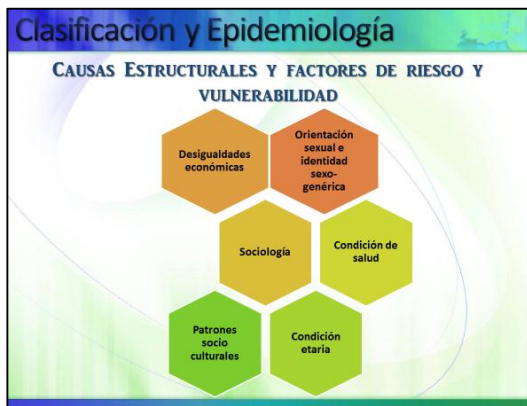 Clasificación y Epidemiología
CAUSAS ESTRUCTURALES Y FACTORES DE RIESGO Y
VULNERABILIDAD
Desigualdades
económicas
Orientación
sexual e
identidad
sexo-
genérica
Sociología
Condición de
salud
Patrones
socio
culturales
Condición
etaria